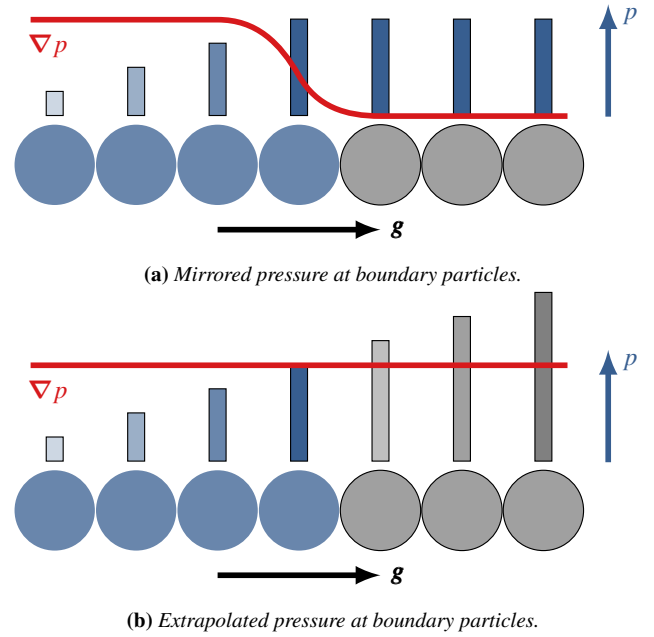 p
∇p
g
(a) Mirrored pressure at boundary particles.
p
∇p
g
(b) Extrapolated pressure at boundary particles.